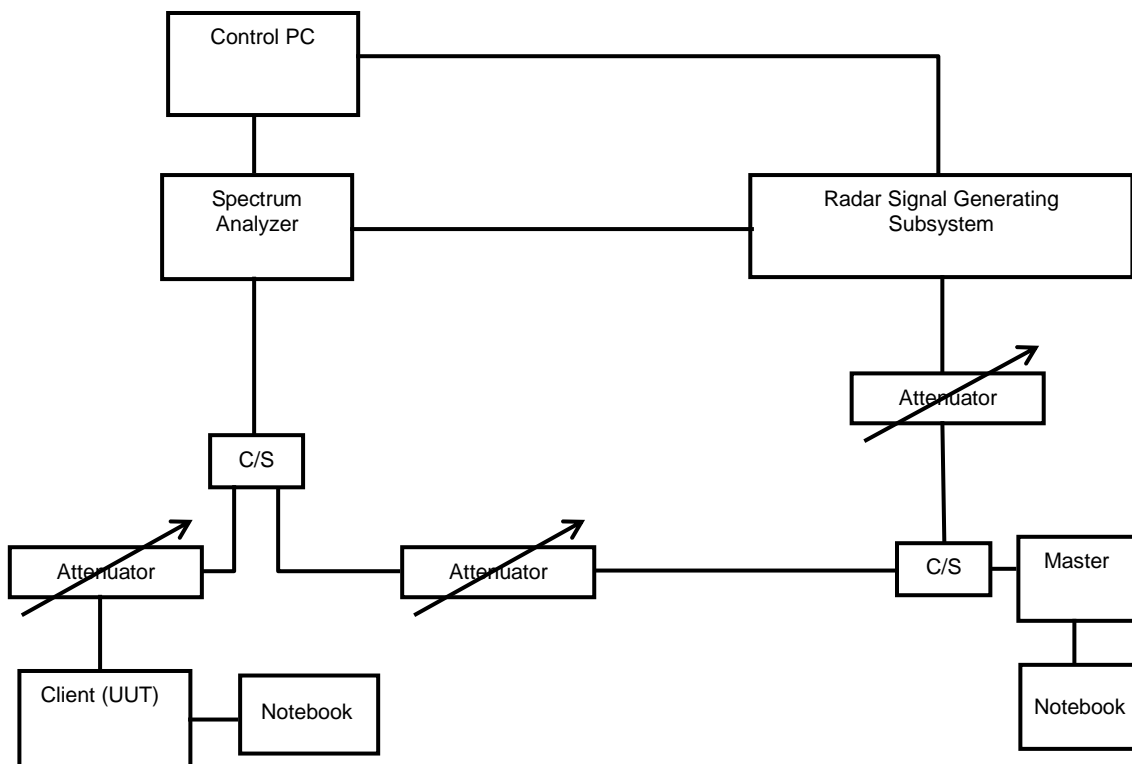 Control PC
Spectrum
Analyzer
Radar Signal Generating
Subsystem
Attenuator
C/S
Attenuator
Attenuator
C/S
Master
Client (UUT)
Notebook
Notebook